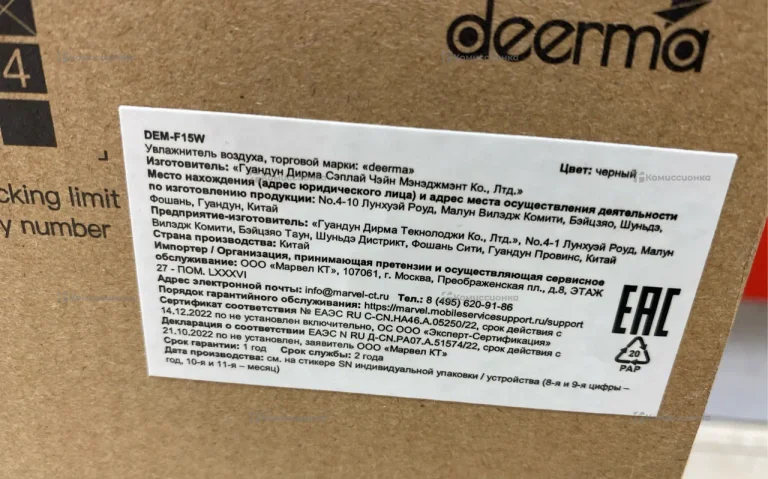 deerma
4
cking limit
y number
DEM-F15W
Увлажнитель воздуха, торговой марки: «deerma» Цвет: черный
Изготовитель: «Гуандун Дирма Сэплай Чэйн Мэнэджмэнт Ко., Лтд.»
Место нахождения (адрес юридического лица) и адрес места осуществления деятельности
по изготовлению продукции: No.4-10 Лунхуэй Роуд, Малун Вилэдж Комити, Бэйцзяо, Шуньдэ,
Фошань, Гуандун, Китай
Предприятие-изготовитель: «Гуандун Дирма Текнолоджи Ко., Лтд.», No.4-1 Лунхуэй Роуд, Малун
Вилэдж Комити, Бэйцзяо Таун, Шуньдэ Дистрикт, Фошань Сити, Гуандун Провинс, Китай
Страна производства: Китай
Импортер / Организация, принимающая претензии и осуществляющая сервисное
обслуживание: ООО «Марвел КТ», 107061, г. Москва, Преображенская пл., д.8, ЭТАЖ
27 - ПОМ. LXXXVI
Адрес электронной почты: info@marvel-ct.ru Тел.: 8 (495) 620-91-86
Порядок гарантийного обслуживания: https://marvel.mobileservicesupport.ru/support
Сертификат соответствия № ЕАЭС RU C-CN.HA46.A.05250/22, срок действия с
14.12.2022 по не установлен включительно, ОС ООО «Эксперт-Сертификация»
Декларация о соответствии ЕАЭС N RU Д-CN.РА07.А.51574/22, срок действия с
21.10.2022 по не установлен, заявитель ООО «Марвел КТ»
Срок гарантии: 1 год Срок службы: 2 года
Дата производства: см. на стикере SN индивидуальной упаковки / устройства (8-я и 9-я цифры –
год, 10-я и 11-я – месяц)
EAC
20
PAP
Комиссионка
Комиссионка
Комиссионка